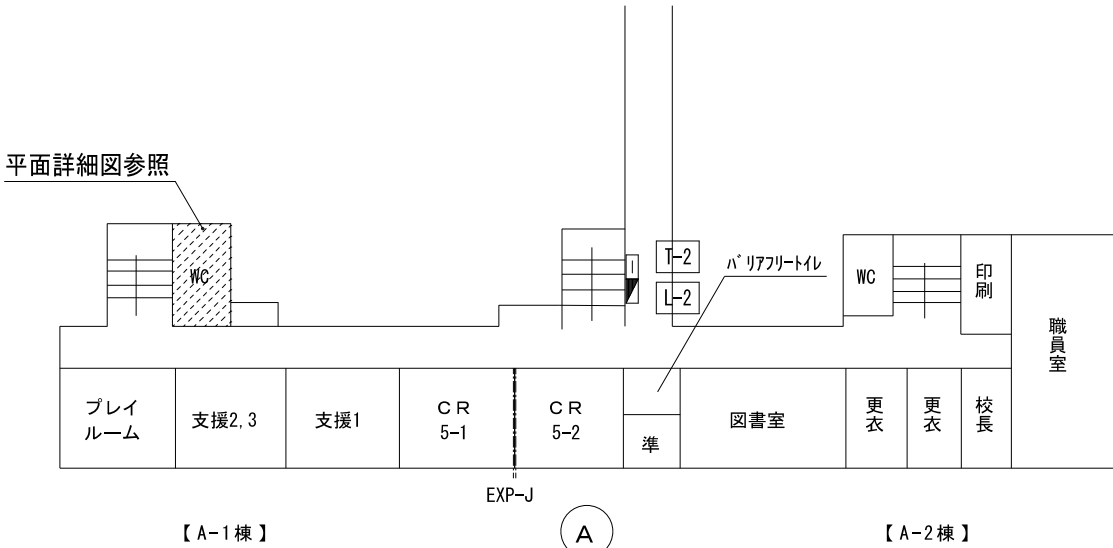 平面詳細図参照
WC
T-2
L-2
バリアフリートイレ
WC
印刷
職員室
プレイ
ルーム
支援2,3
支援1
CR
5-1
CR
5-2
準
図書室
更衣
更衣
校長
EXP-J
【A-1棟】
A
【A-2棟】